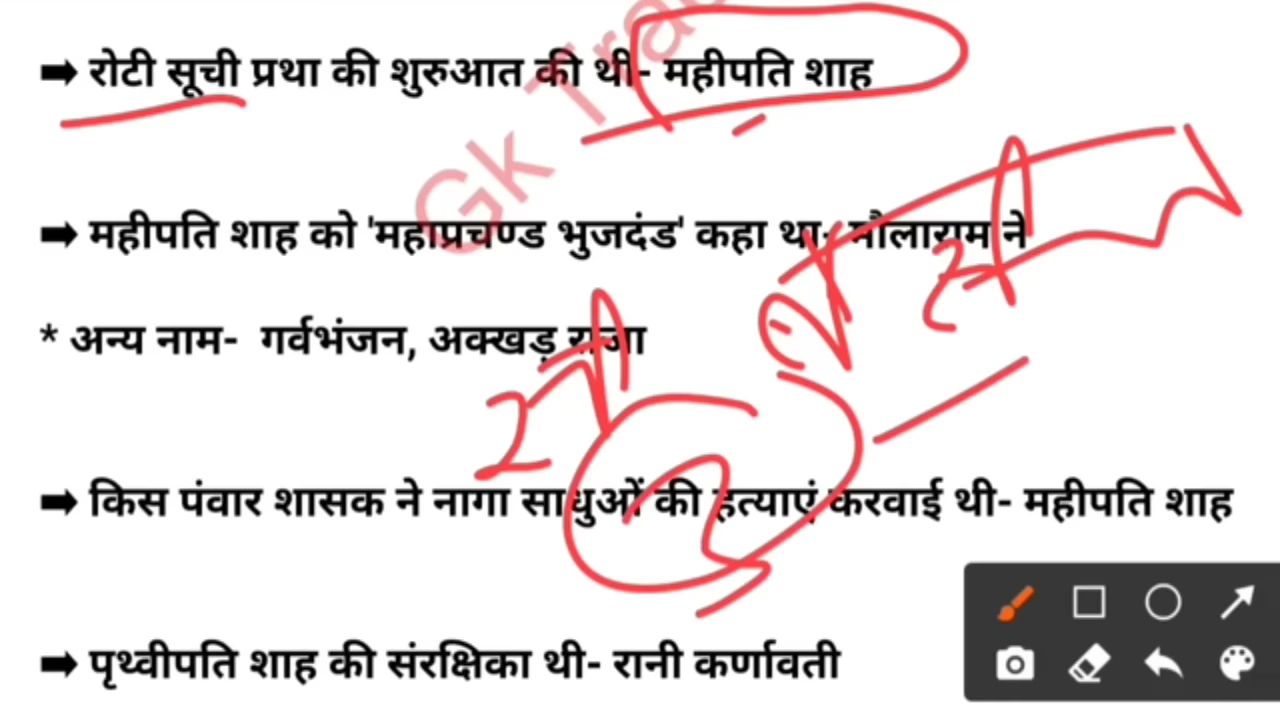 ➡ रोटी सूची प्रथा की शुरुआत की थी- महीपति शाह
➡ महीपति शाह को 'महाप्रचण्ड भुजदंड' कहा था- मौलाराम ने
* अन्य नाम- गर्वभंजन, अक्खड़ राजा
➡ किस पंवार शासक ने नागा साधुओं की हत्याएं करवाई थी- महीपति शाह
➡ पृथ्वीपति शाह की संरक्षिका थी- रानी कर्णावती
Gk